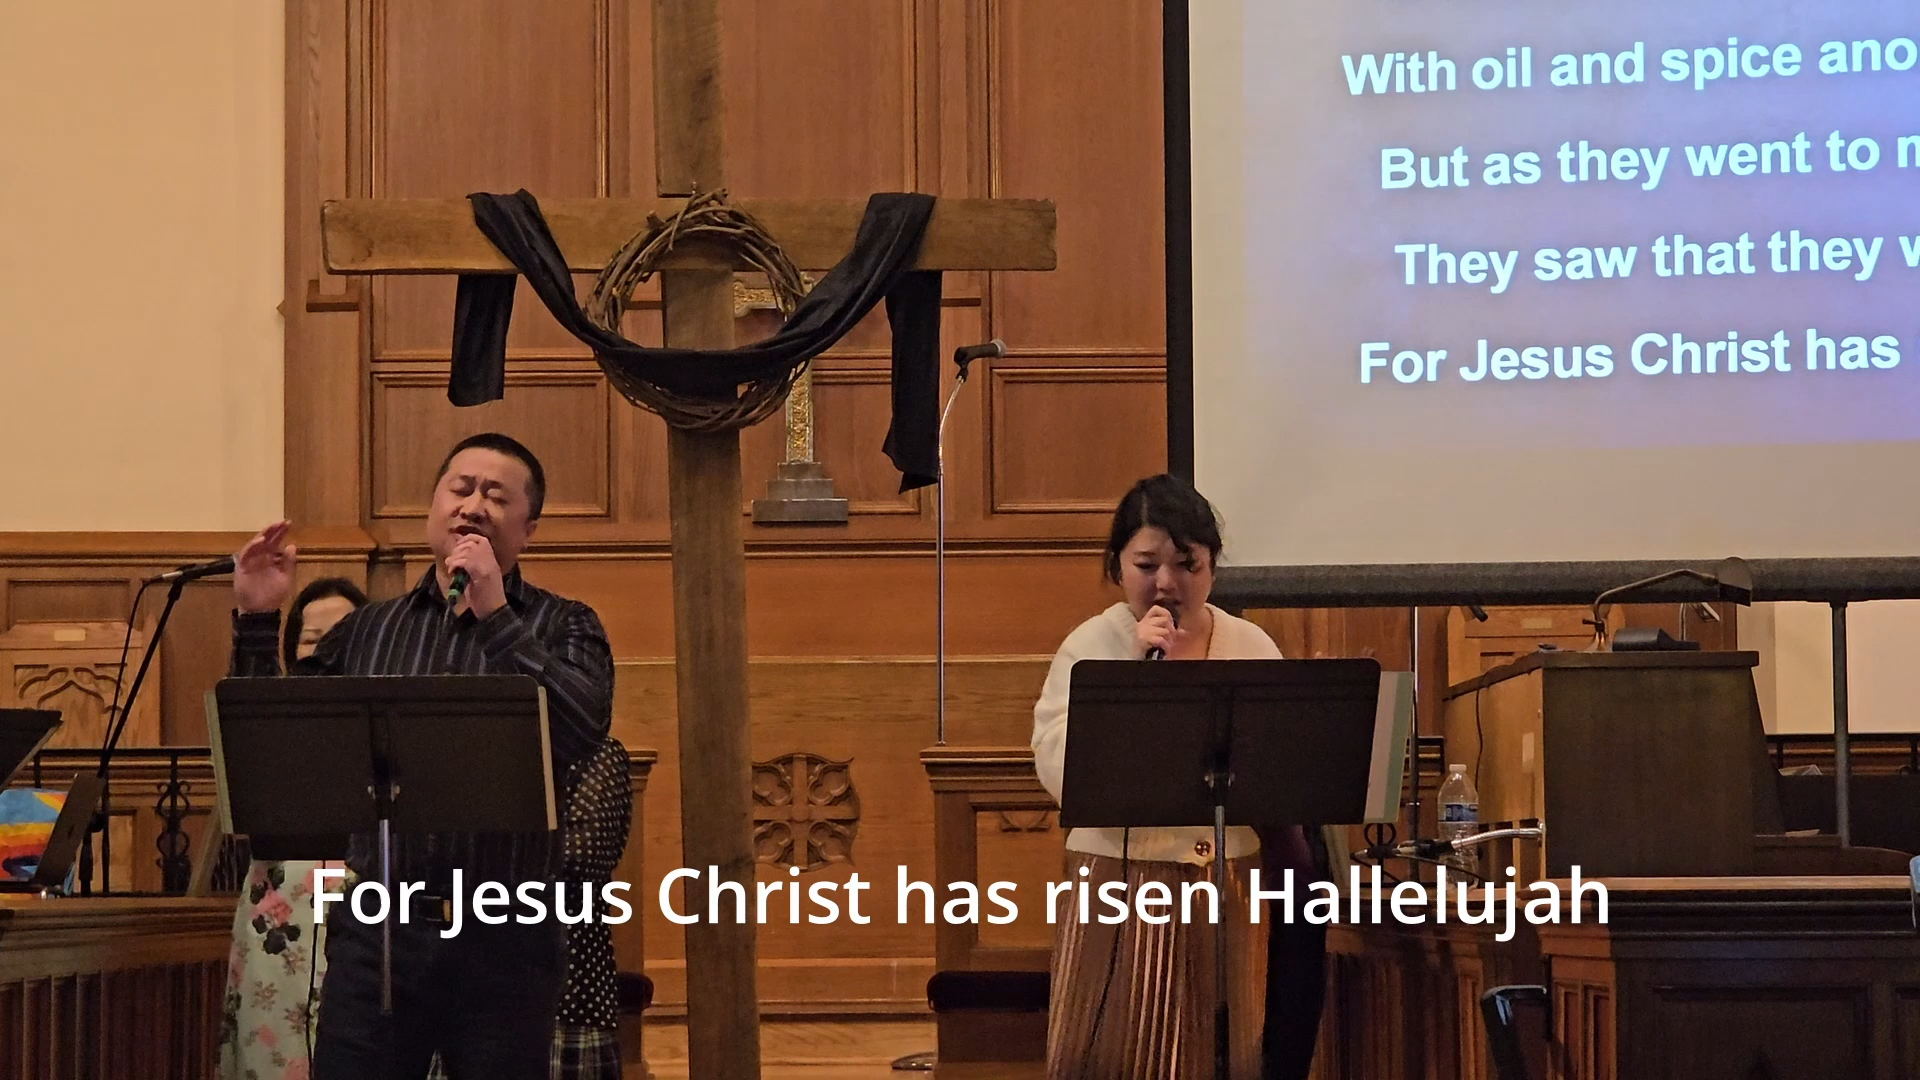 With oil and spice
But as they went to
They saw that they
For Jesus Christ has
For Jesus Christ has risen Hallelujah